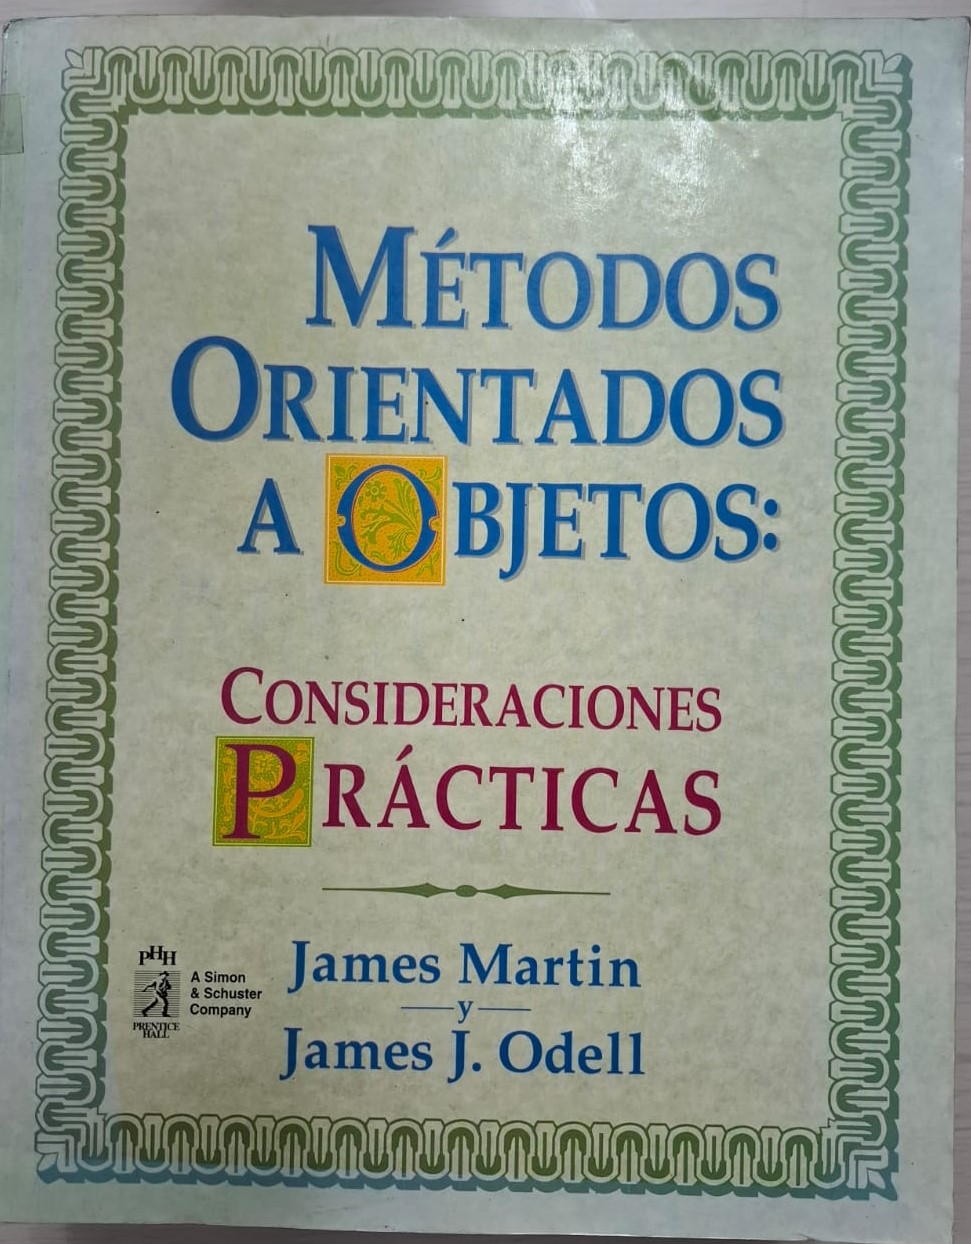 MÉTODOS
ORIENTADOS
A OBJETOS:
CONSIDERACIONES
PRÁCTICAS
PHH
A Simon
& Schuster
Company
PRENTICE
HALL
James Martin
y
James J. Odell